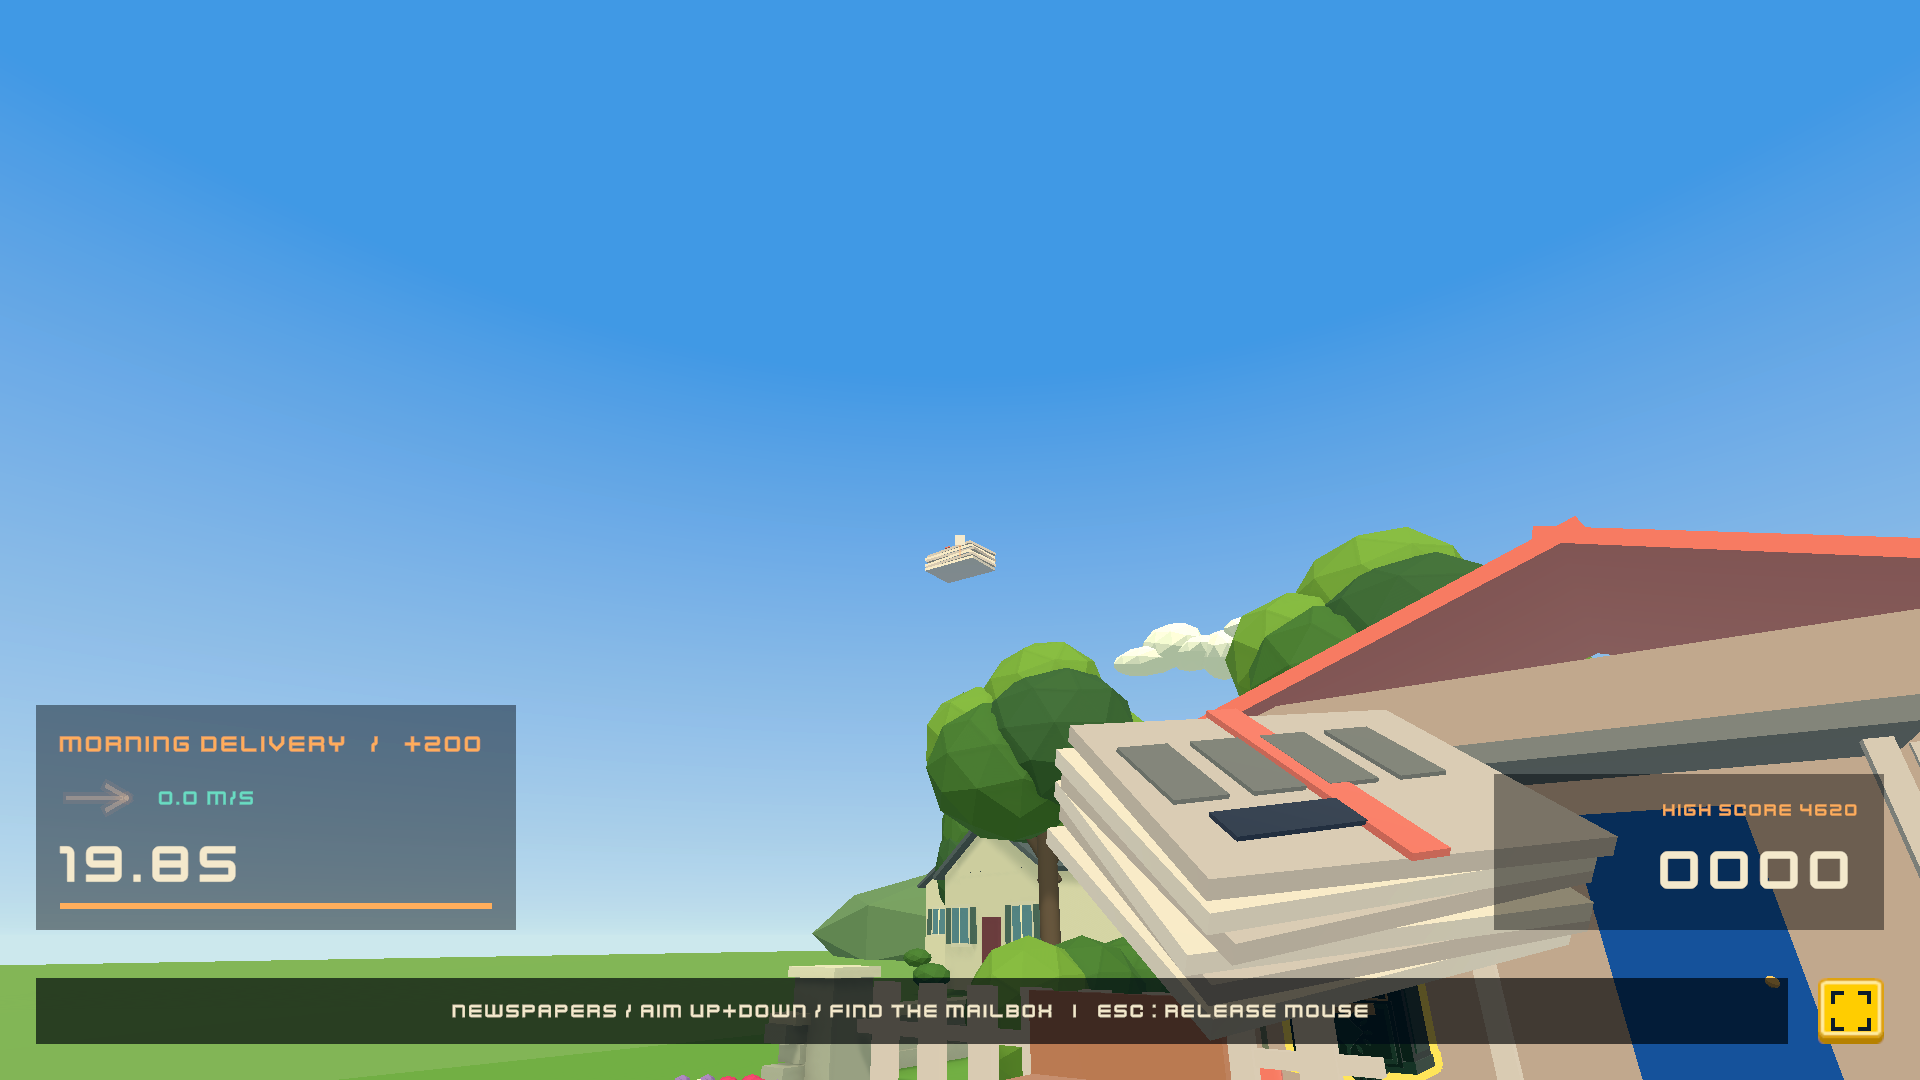 MORNING DELIVERY / +200
0.0 M/S
19.8S
HIGH SCORE 4620
0000
NEWSPAPERS / AIM UP+DOWN / FIND THE MAILBOX | ESC : RELEASE MOUSE